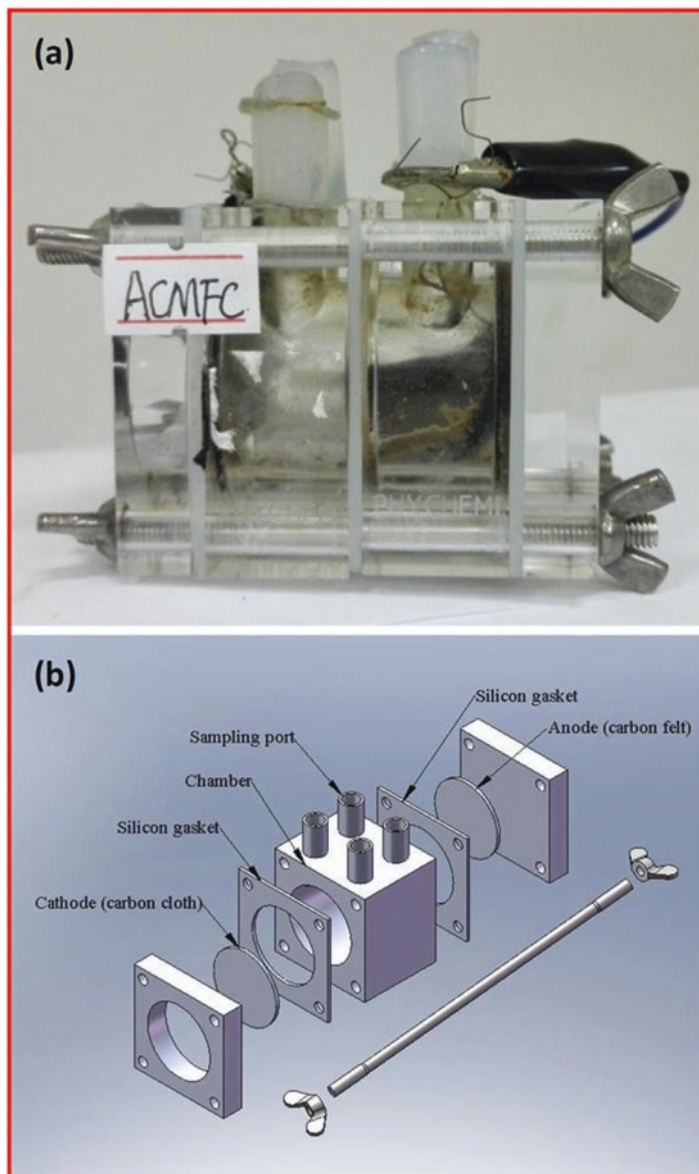 (a)
ACMFC
PHYCHEMI
(b)
Silicon gasket
Sampling port
Anode (carbon felt)
Chamber
Silicon gasket
Cathode (carbon cloth)